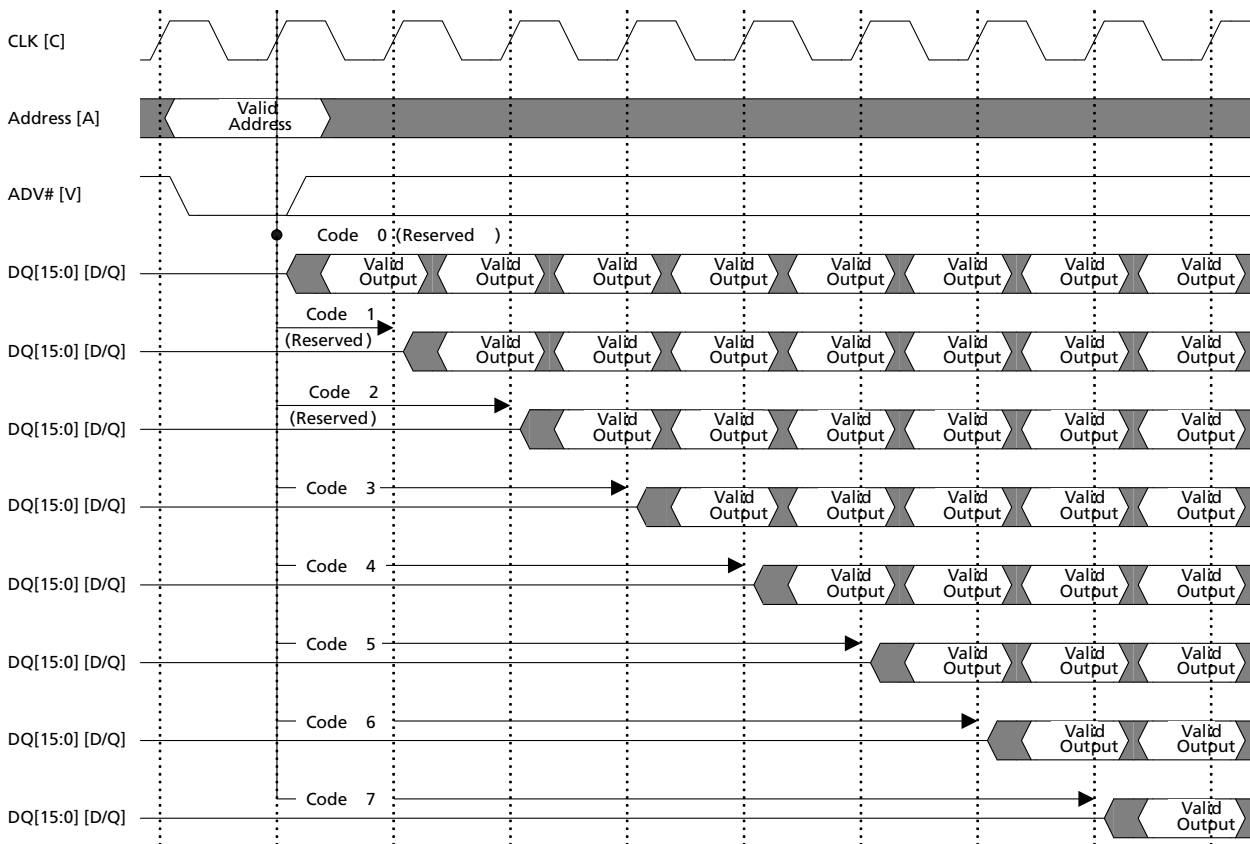 CLK [C]
Address [A]
Valid
Address
ADV# [V]
Code 0 (Reserved )
DQ[15:0] [D/Q]
Valid Valid Valid Valid Valid Valid Valid Valid
Output Output Output Output Output Output Output Output
Code 1
(Reserved)
DQ[15:0] [D/Q]
Valid Valid Valid Valid Valid Valid Valid
Output Output Output Output Output Output Output
Code 2
(Reserved)
DQ[15:0] [D/Q]
Valid Valid Valid Valid Valid Valid
Output Output Output Output Output Output
Code 3
DQ[15:0] [D/Q]
Valid Valid Valid Valid Valid
Output Output Output Output Output
Code 4
DQ[15:0] [D/Q]
Valid Valid Valid Valid
Output Output Output Output
Code 5
DQ[15:0] [D/Q]
Valid Valid Valid
Output Output Output
Code 6
DQ[15:0] [D/Q]
Valid Valid
Output Output
Code 7
DQ[15:0] [D/Q]
Valid
Output